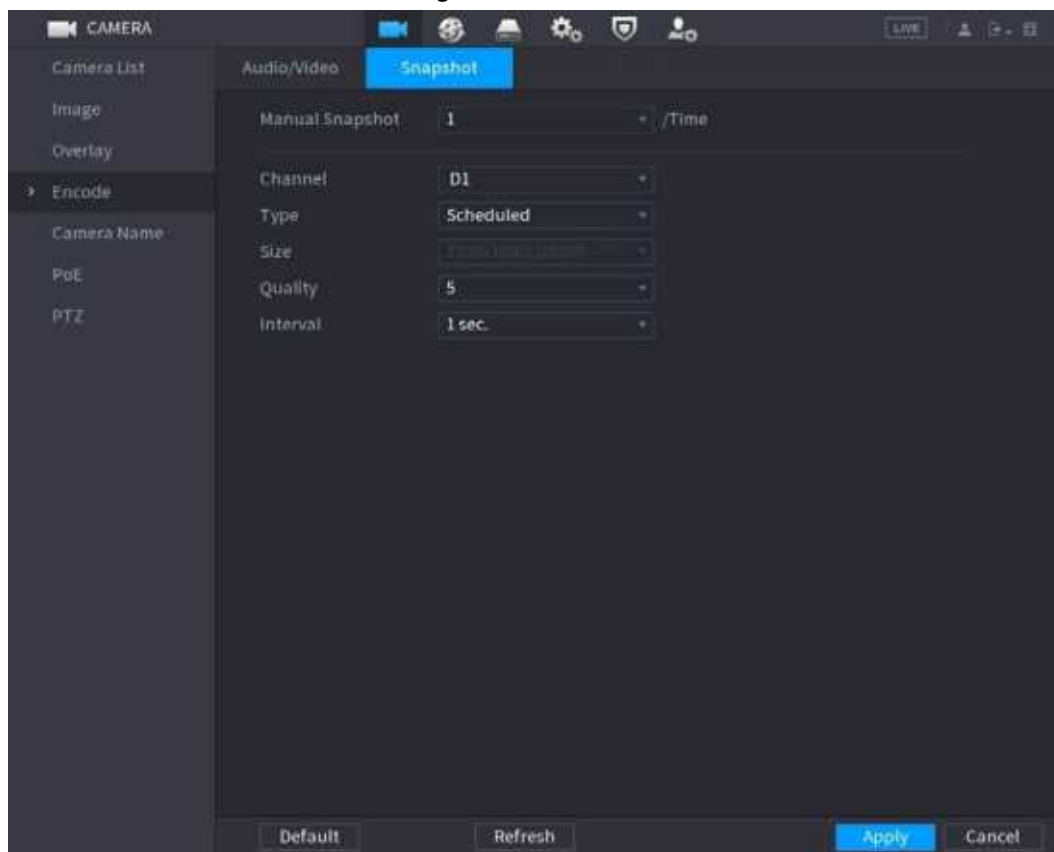 CAMERA LIVE
Camera List Audio/Video Snapshot
Image Manual Snapshot 1 /Time
Overlay
Encode Channel D1
Camera Name Type Scheduled
Size
PoE Quality 5
PTZ Interval 1 sec.
Default Refresh Apply Cancel